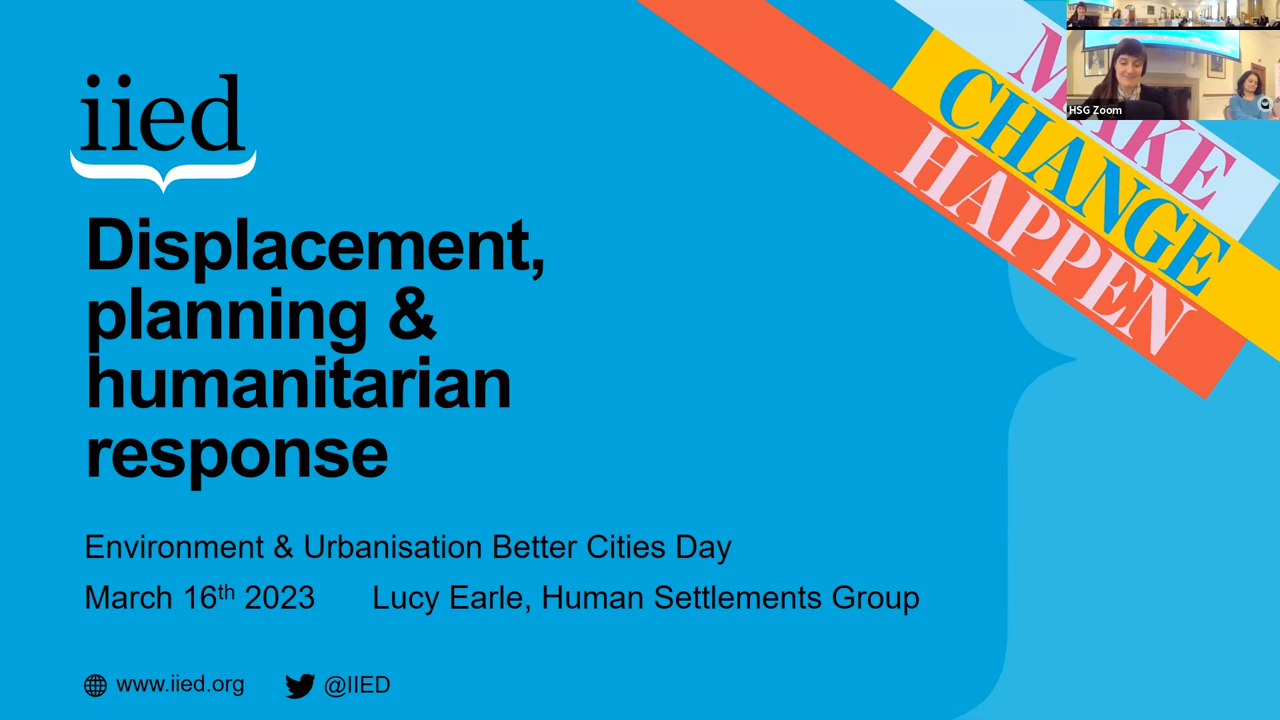 iied
Displacement,
planning &
humanitarian
response
Environment & Urbanisation Better Cities Day
March 16th 2023 Lucy Earle, Human Settlements Group
www.iied.org @IIED
MAKE
CHANGE
HAPPEN
HSG Zoom